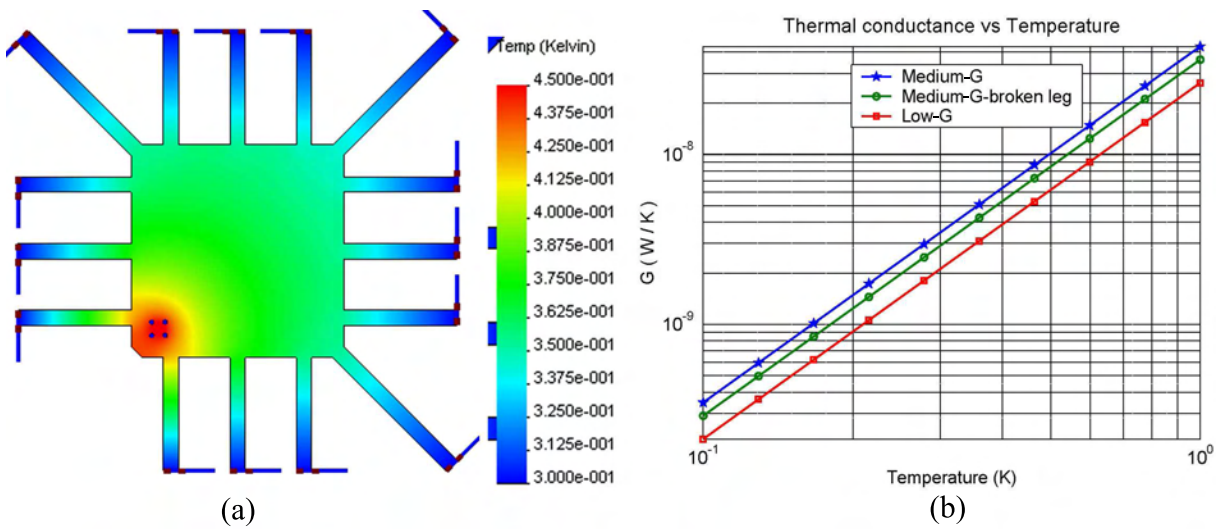 Temp (Kelvin)
4.500e-001
4.375e-001
4.250e-001
4.125e-001
4.000e-001
3.875e-001
3.750e-001
3.625e-001
3.500e-001
3.375e-001
3.250e-001
3.125e-001
3.000e-001
(a)
Thermal conductance vs Temperature
Medium-G
Medium-G-broken leg
Low-G
G ( W / K )
10^-8
10^-9
10^-1
10^0
Temperature (K)
(b)